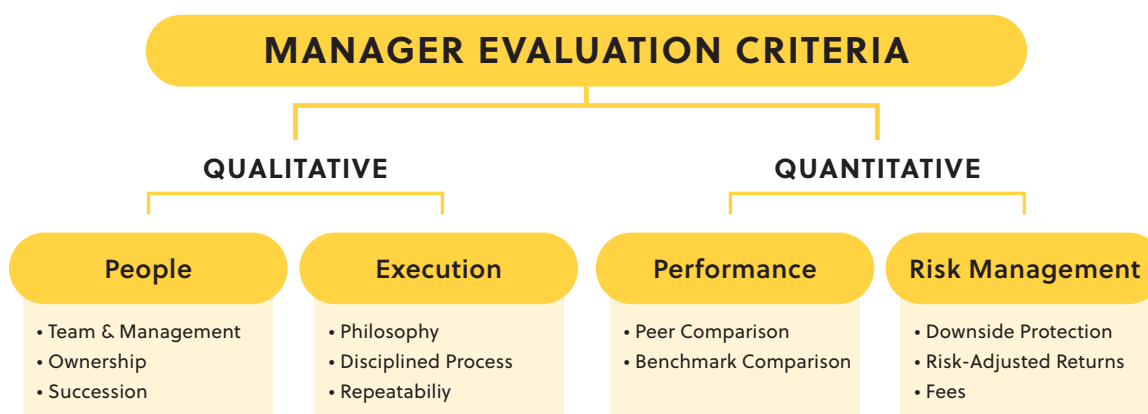 MANAGER EVALUATION CRITERIA
QUALITATIVE
QUANTITATIVE
People
• Team & Management
• Ownership
• Succession
Execution
• Philosophy
• Disciplined Process
• Repeatabiliy
Performance
• Peer Comparison
• Benchmark Comparison
Risk Management
• Downside Protection
• Risk-Adjusted Returns
• Fees